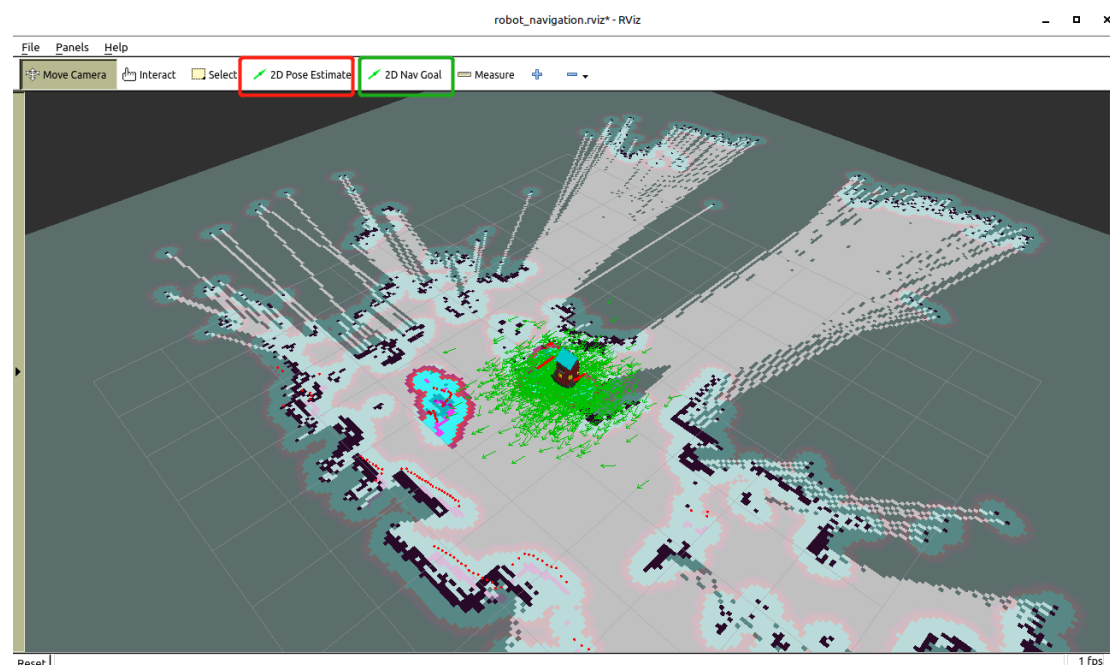 robot_navigation.rviz* - RViz
File Panels Help
Move Camera Interact Select 2D Pose Estimate 2D Nav Goal Measure
Reset 1 fps